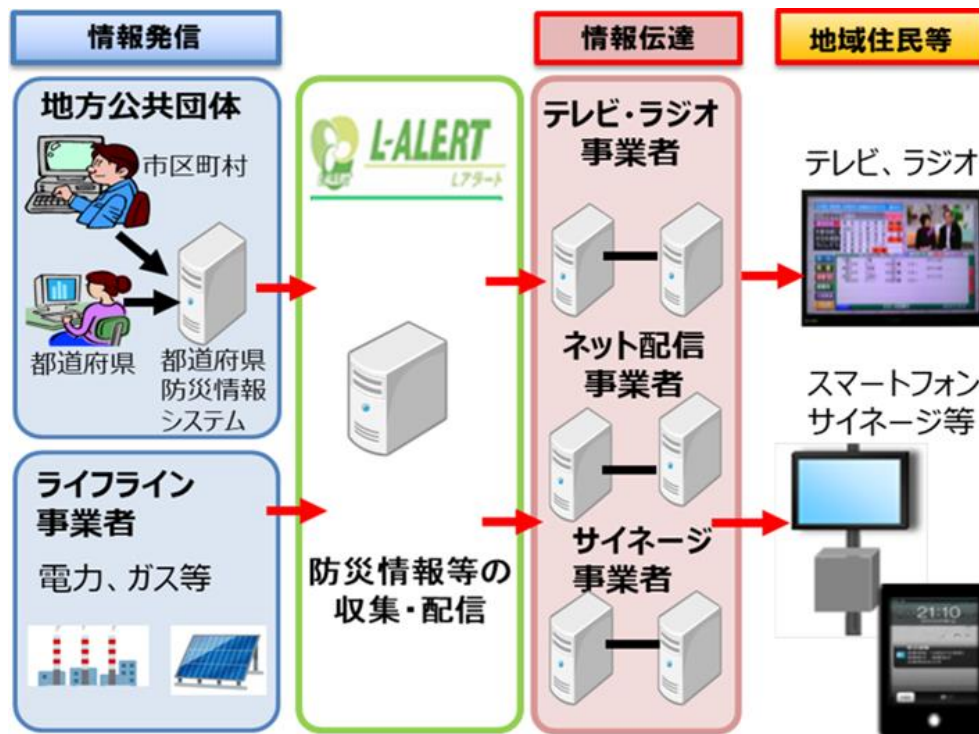 情報発信
地方公共団体
市区町村
都道府県
都道府県
防災情報
システム
ライフライン
事業者
電力、ガス等
L-ALERT
Lアラート
防災情報等の
収集・配信
情報伝達
テレビ・ラジオ
事業者
ネット配信
事業者
サイネージ
事業者
地域住民等
テレビ、ラジオ
スマートフォン
サイネージ等
21:10